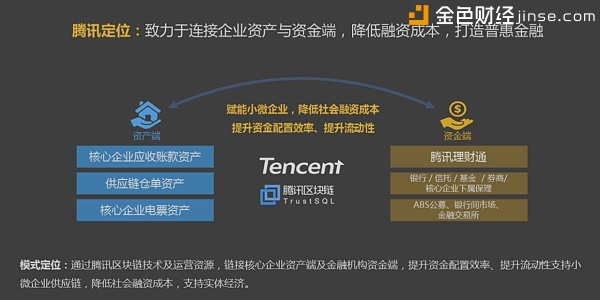 金色财经jinse.com
腾讯定位：致力于连接企业资产与资金端，降低融资成本，打造普惠金融
赋能小微企业，降低社会融资成本
提升资金配置效率、提升流动性
资产端
核心企业应收账款资产
供应链仓单资产
核心企业电票资产
Tencent
腾讯区块链
TrustSQL
资金端
腾讯理财通
银行 / 信托 / 基金 / 券商/
核心企业下属保理
ABS公募、银行间市场、
金融交易所
模式定位：通过腾讯区块链技术及运营资源，链接核心企业资产端及金融机构资金端，提升资金配置效率、提升流动性支持小
微企业供应链，降低社会融资成本，支持实体经济。